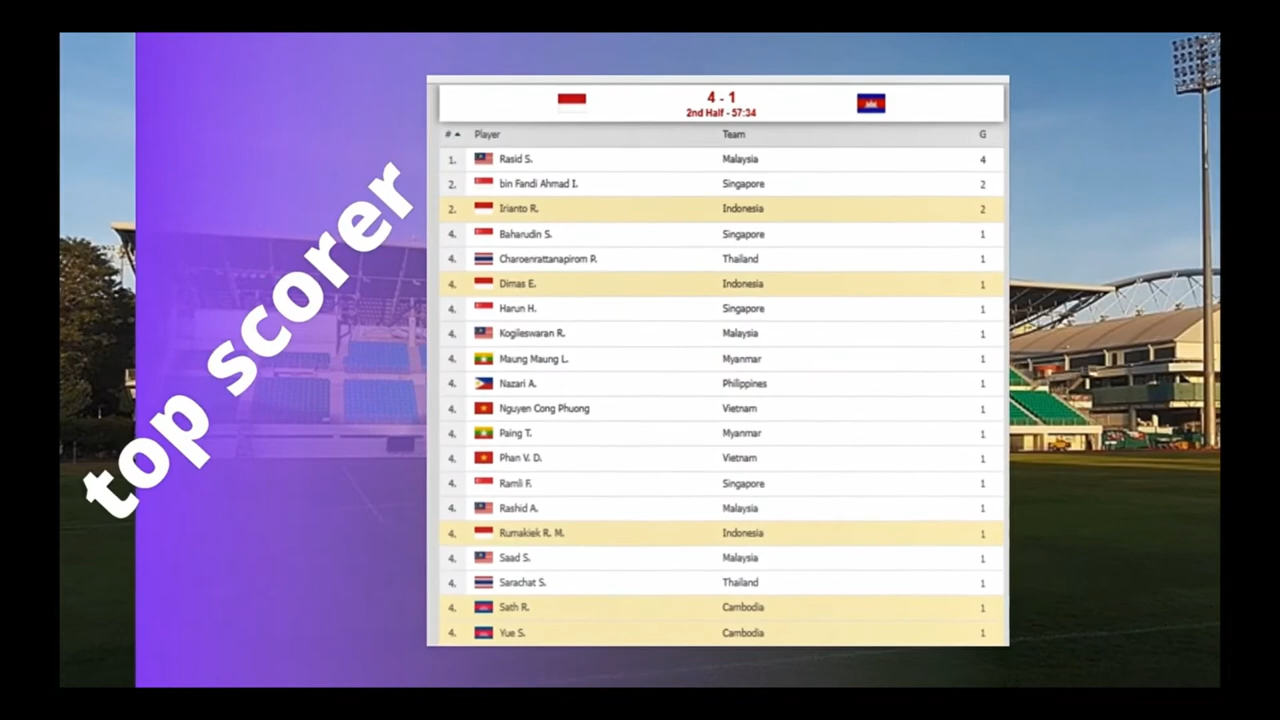 top scorer
4 - 1
2nd Half - 57:34
# Player Team G
1. Rasid S. Malaysia 4
2. bin Fandi Ahmad I. Singapore 2
2. Irianto R. Indonesia 2
4. Baharudin S. Singapore 1
4. Charoenrattanapirom P. Thailand 1
4. Dimas E. Indonesia 1
4. Harun H. Singapore 1
4. Kogileswaran R. Malaysia 1
4. Maung Maung L. Myanmar 1
4. Nazari A. Philippines 1
4. Nguyen Cong Phuong Vietnam 1
4. Paing T. Myanmar 1
4. Phan V. D. Vietnam 1
4. Ramli F. Singapore 1
4. Rashid A. Malaysia 1
4. Rumakiek R. M. Indonesia 1
4. Saad S. Malaysia 1
4. Sarachat S. Thailand 1
4. Sath R. Cambodia 1
4. Yue S. Cambodia 1